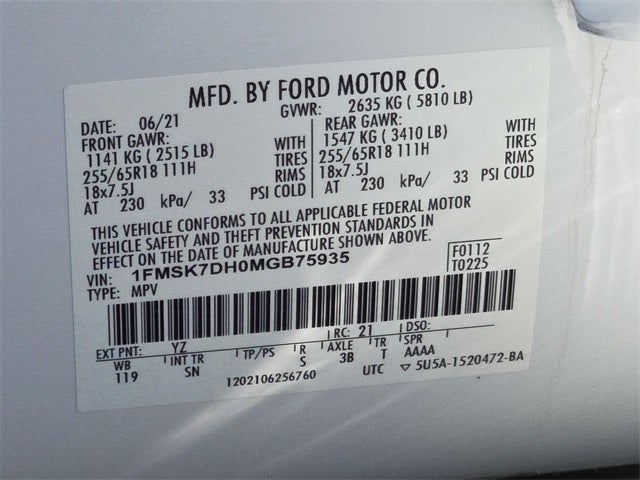 MFD. BY FORD MOTOR CO.
DATE: 06/21 GVWR: 2635 KG ( 5810 LB)
FRONT GAWR: WITH REAR GAWR: WITH
1141 KG ( 2515 LB) TIRES 1547 KG ( 3410 LB) TIRES
255/65R18 111H RIMS 255/65R18 111H RIMS
18x7.5J PSI COLD 18x7.5J PSI COLD
AT 230 kPa/ 33 AT 230 kPa/ 33
THIS VEHICLE CONFORMS TO ALL APPLICABLE FEDERAL MOTOR
VEHICLE SAFETY AND THEFT PREVENTION STANDARDS IN
EFFECT ON THE DATE OF MANUFACTURE SHOWN ABOVE.
VIN: 1FMSK7DH0MGB75935 F0112
TYPE: MPV T0225
EXT PNT: YZ RC: 21 DSO:
WB INT TR TP/PS R AXLE TR SPR
119 SN S 3B T AAAA
1202106256760 UTC ▽ 5U5A-1520472-BA